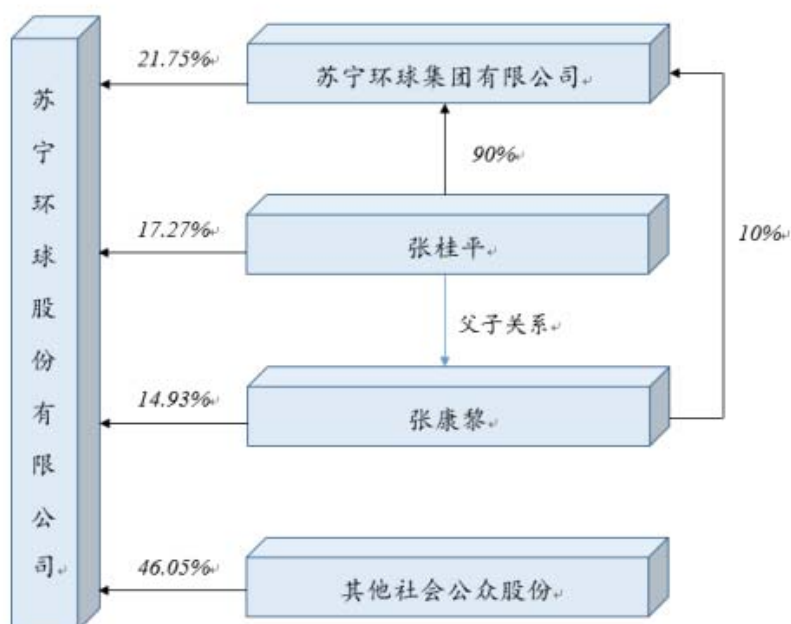 苏宁环球股份有限公司
21.75%
苏宁环球集团有限公司
90%
17.27%
张桂平
10%
父子关系
14.93%
张康黎
46.05%
其他社会公众股份